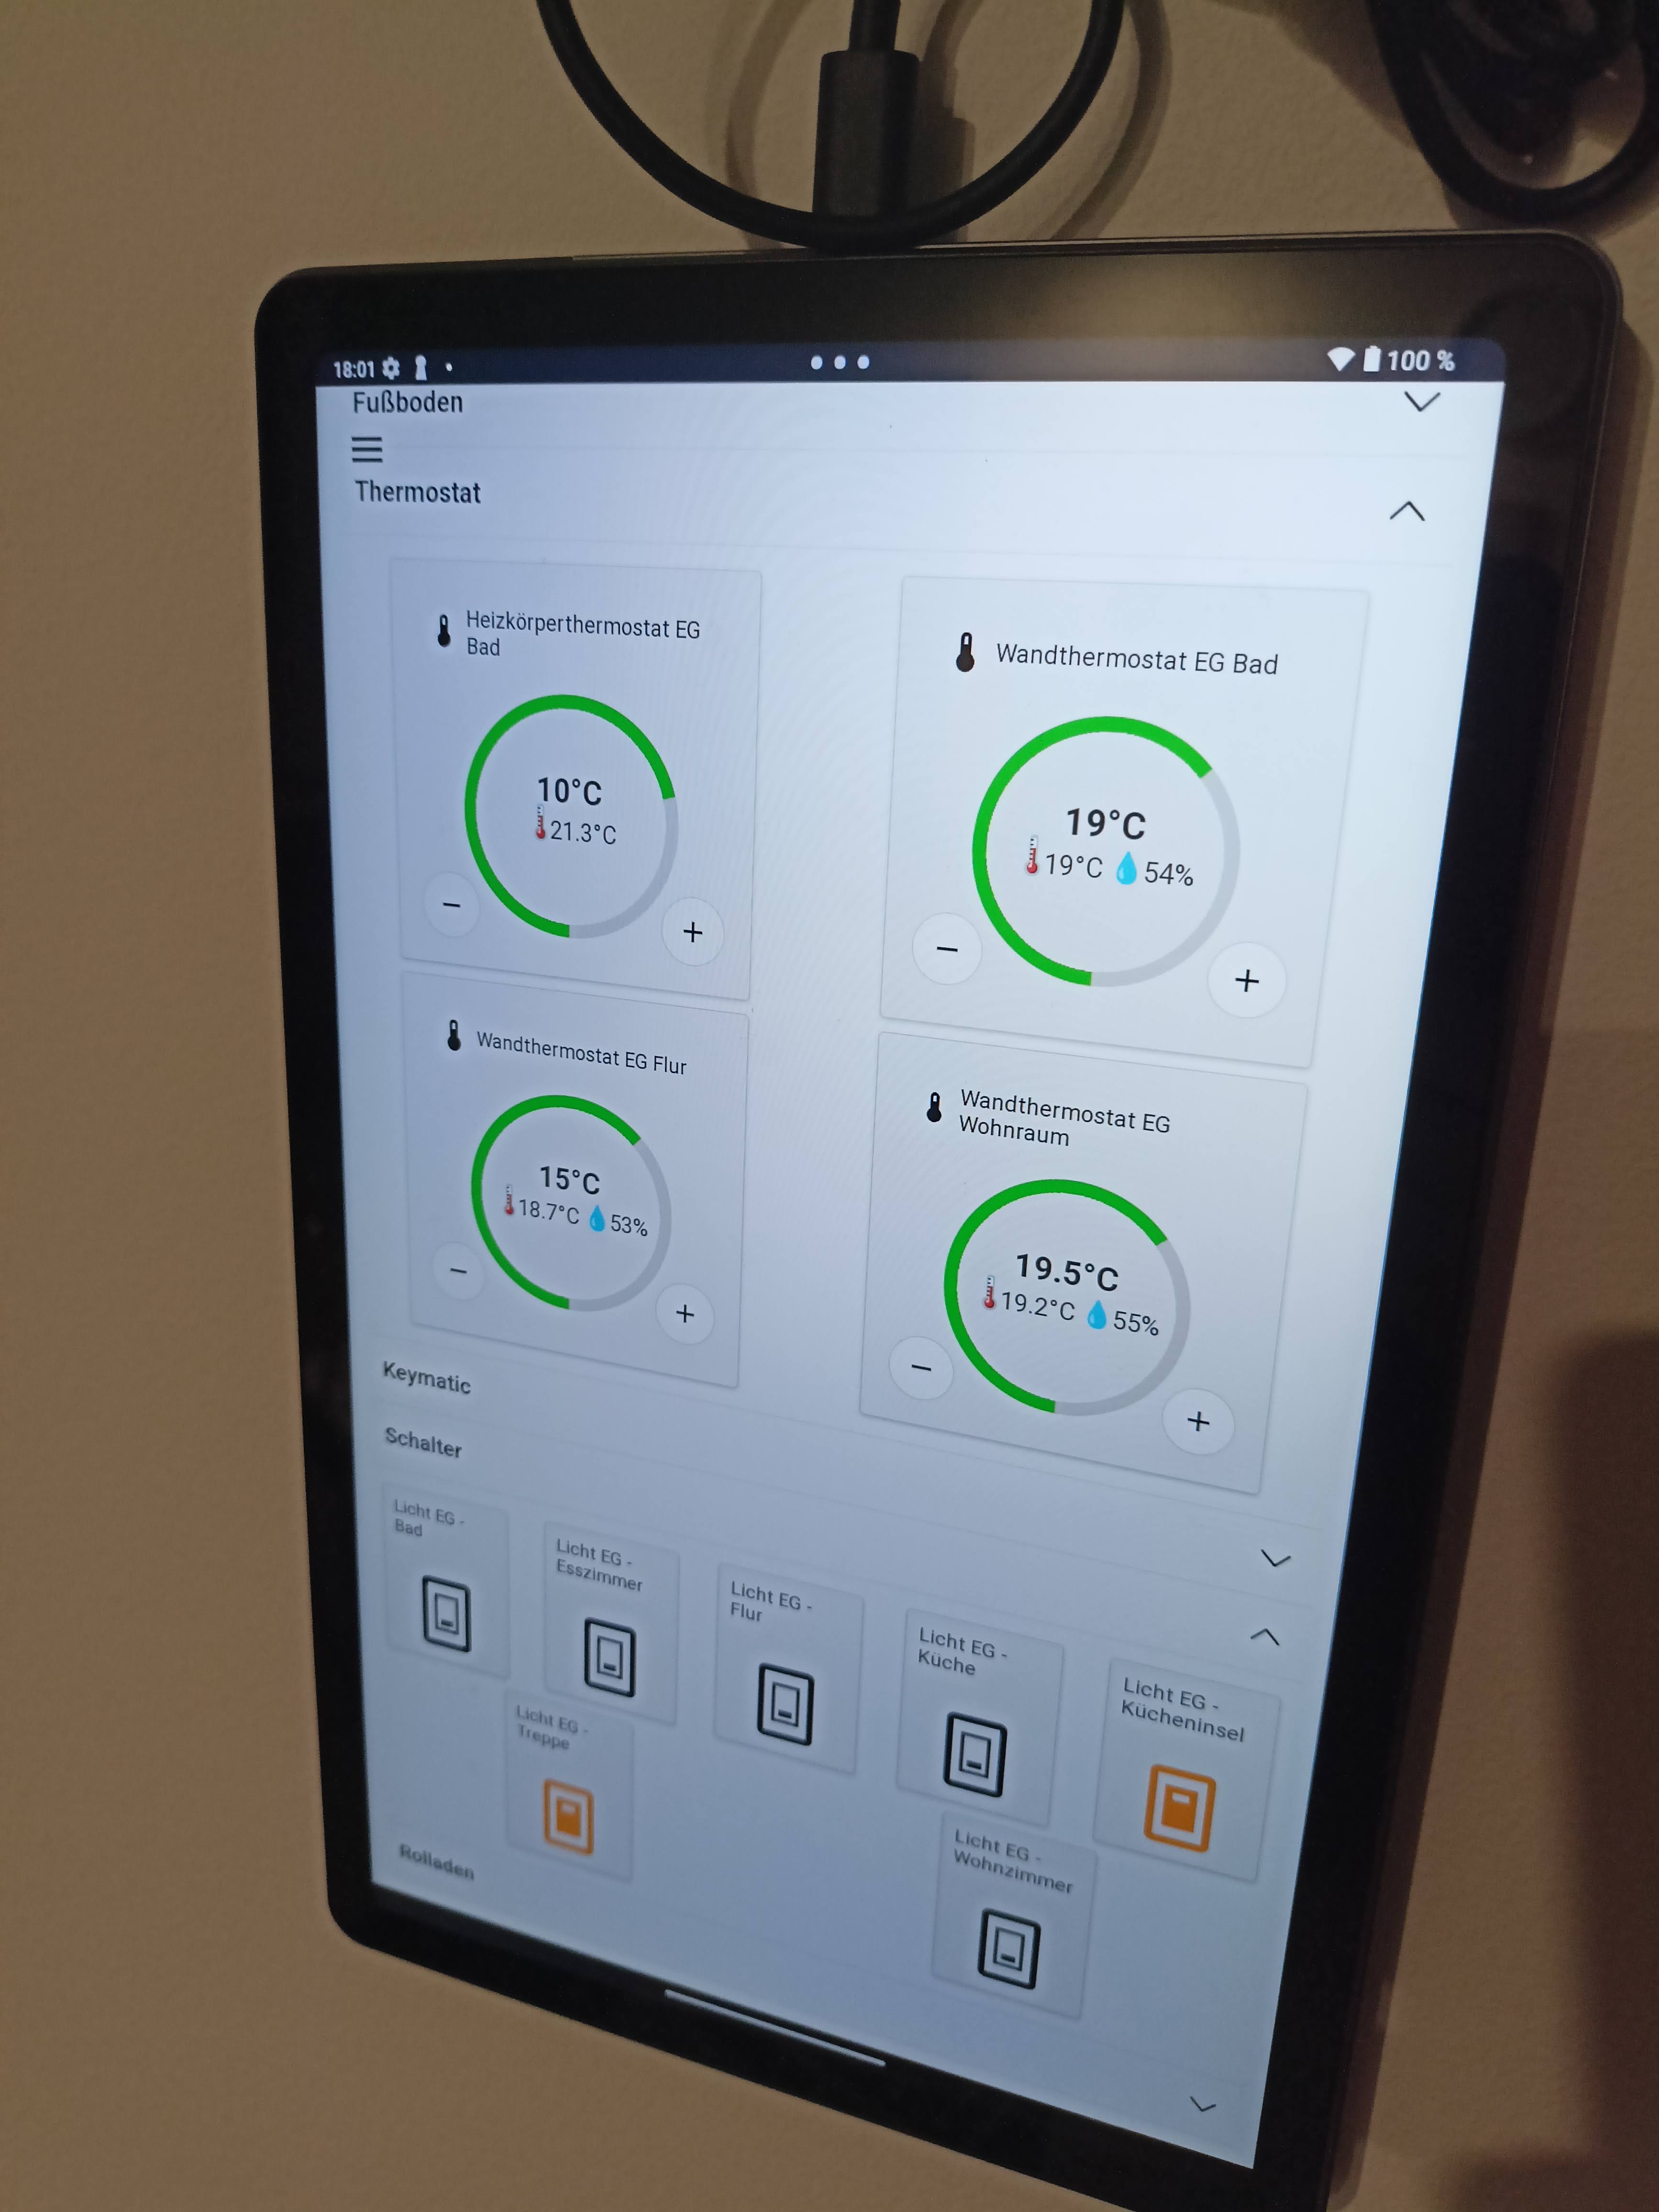 18:01
100 %
Fußboden
Thermostat
Heizkörperthermostat EG
Bad
10°C
21.3°C
Wandthermostat EG Bad
19°C
19°C 54%
Wandthermostat EG Flur
15°C
18.7°C 53%
Wandthermostat EG
Wohnraum
19.5°C
19.2°C 55%
Keymatic
Schalter
Licht EG -
Bad
Licht EG -
Esszimmer
Licht EG -
Flur
Licht EG -
Küche
Licht EG -
Kücheninsel
Licht EG -
Treppe
Licht EG -
Wohnzimmer
Rolladen